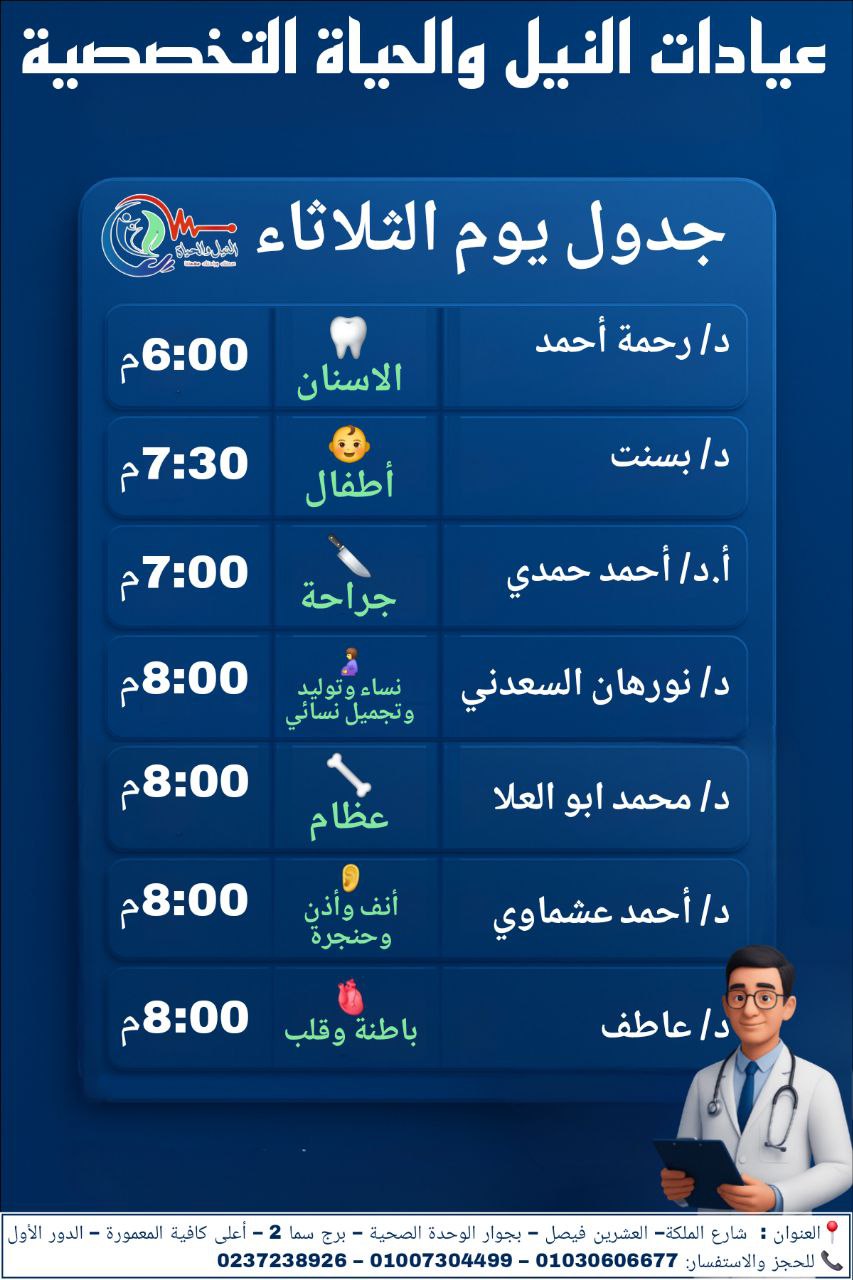 عيادات النيل والحياة التخصصية
جدول يوم الثلاثاء
النيل والحياة
د/ رحمة أحمد
الاسنان
6:00م
د/ بسنت
أطفال
7:30م
أ.د/ أحمد حمدي
جراحة
7:00م
د/ نورهان السعدني
نساء وتوليد
وتجميل نسائي
8:00م
د/ محمد ابو العلا
عظام
8:00م
د/ أحمد عشماوي
أنف وأذن
وحنجرة
8:00م
د/ عاطف
باطنة وقلب
8:00م
العنوان : شارع الملكة– العشرين فيصل – بجوار الوحدة الصحية – برج سما 2 – أعلى كافية المعمورة – الدور الأول
للحجز والاستفسار: 01030606677 – 01007304499 – 0237238926